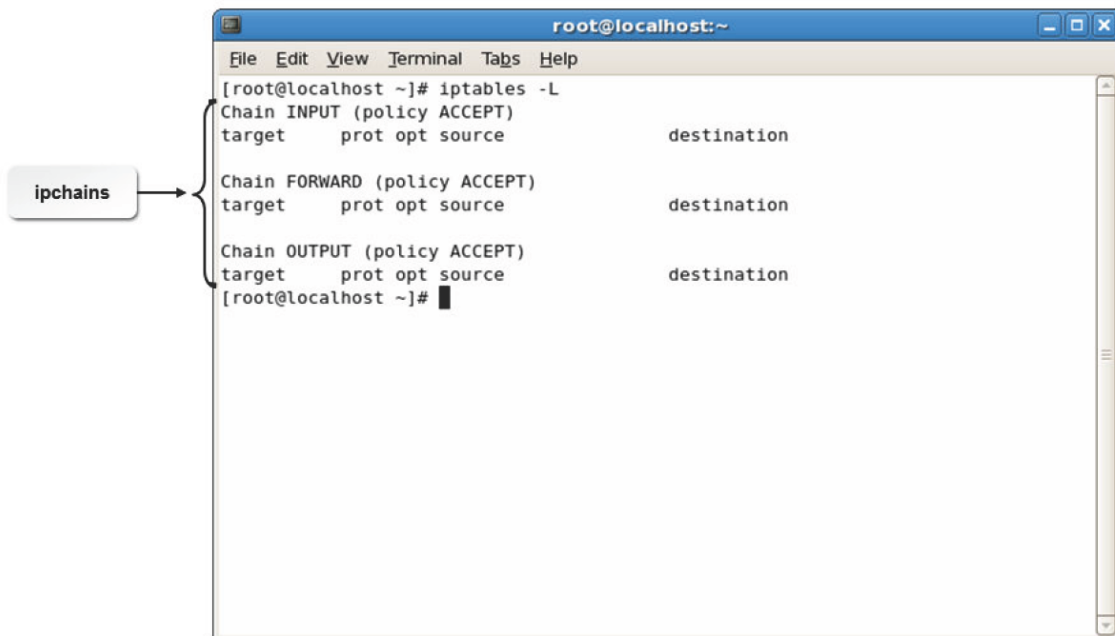 root@localhost:~
File Edit View Terminal Tabs Help
[root@localhost ~]# iptables -L
Chain INPUT (policy ACCEPT)
target     prot opt source               destination
Chain FORWARD (policy ACCEPT)
target     prot opt source               destination
Chain OUTPUT (policy ACCEPT)
target     prot opt source               destination
[root@localhost ~]#
ipchains